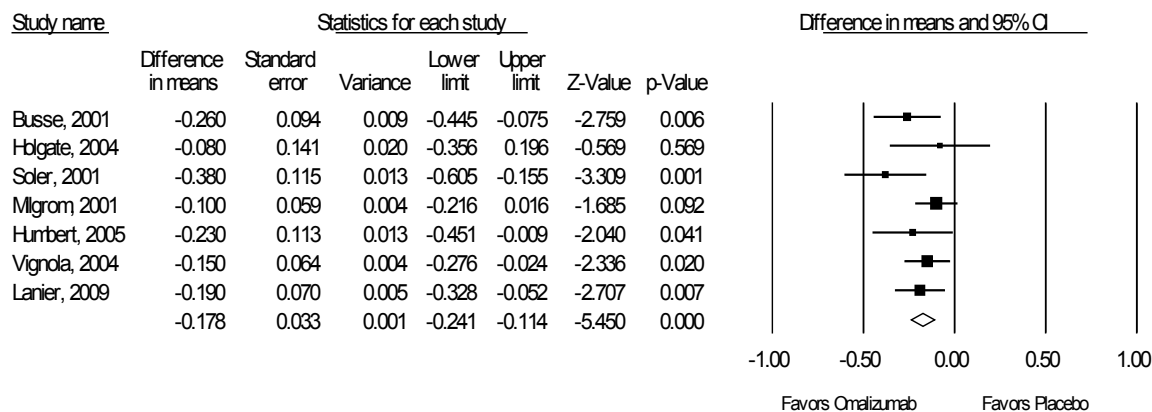 Study name Statistics for each study Difference in means and 95% CI
Difference Standard Lower Upper
in means error Variance limit limit Z-Value p-Value
Busse, 2001 -0.260 0.094 0.009 -0.445 -0.075 -2.759 0.006
Holgate, 2004 -0.080 0.141 0.020 -0.356 0.196 -0.569 0.569
Soler, 2001 -0.380 0.115 0.013 -0.605 -0.155 -3.309 0.001
Milgrom, 2001 -0.100 0.059 0.004 -0.216 0.016 -1.685 0.092
Humbert, 2005 -0.230 0.113 0.013 -0.451 -0.009 -2.040 0.041
Vignola, 2004 -0.150 0.064 0.004 -0.276 -0.024 -2.336 0.020
Lanier, 2009 -0.190 0.070 0.005 -0.328 -0.052 -2.707 0.007
-0.178 0.033 0.001 -0.241 -0.114 -5.450 0.000
-1.00 -0.50 0.00 0.50 1.00
Favors Omalizumab Favors Placebo